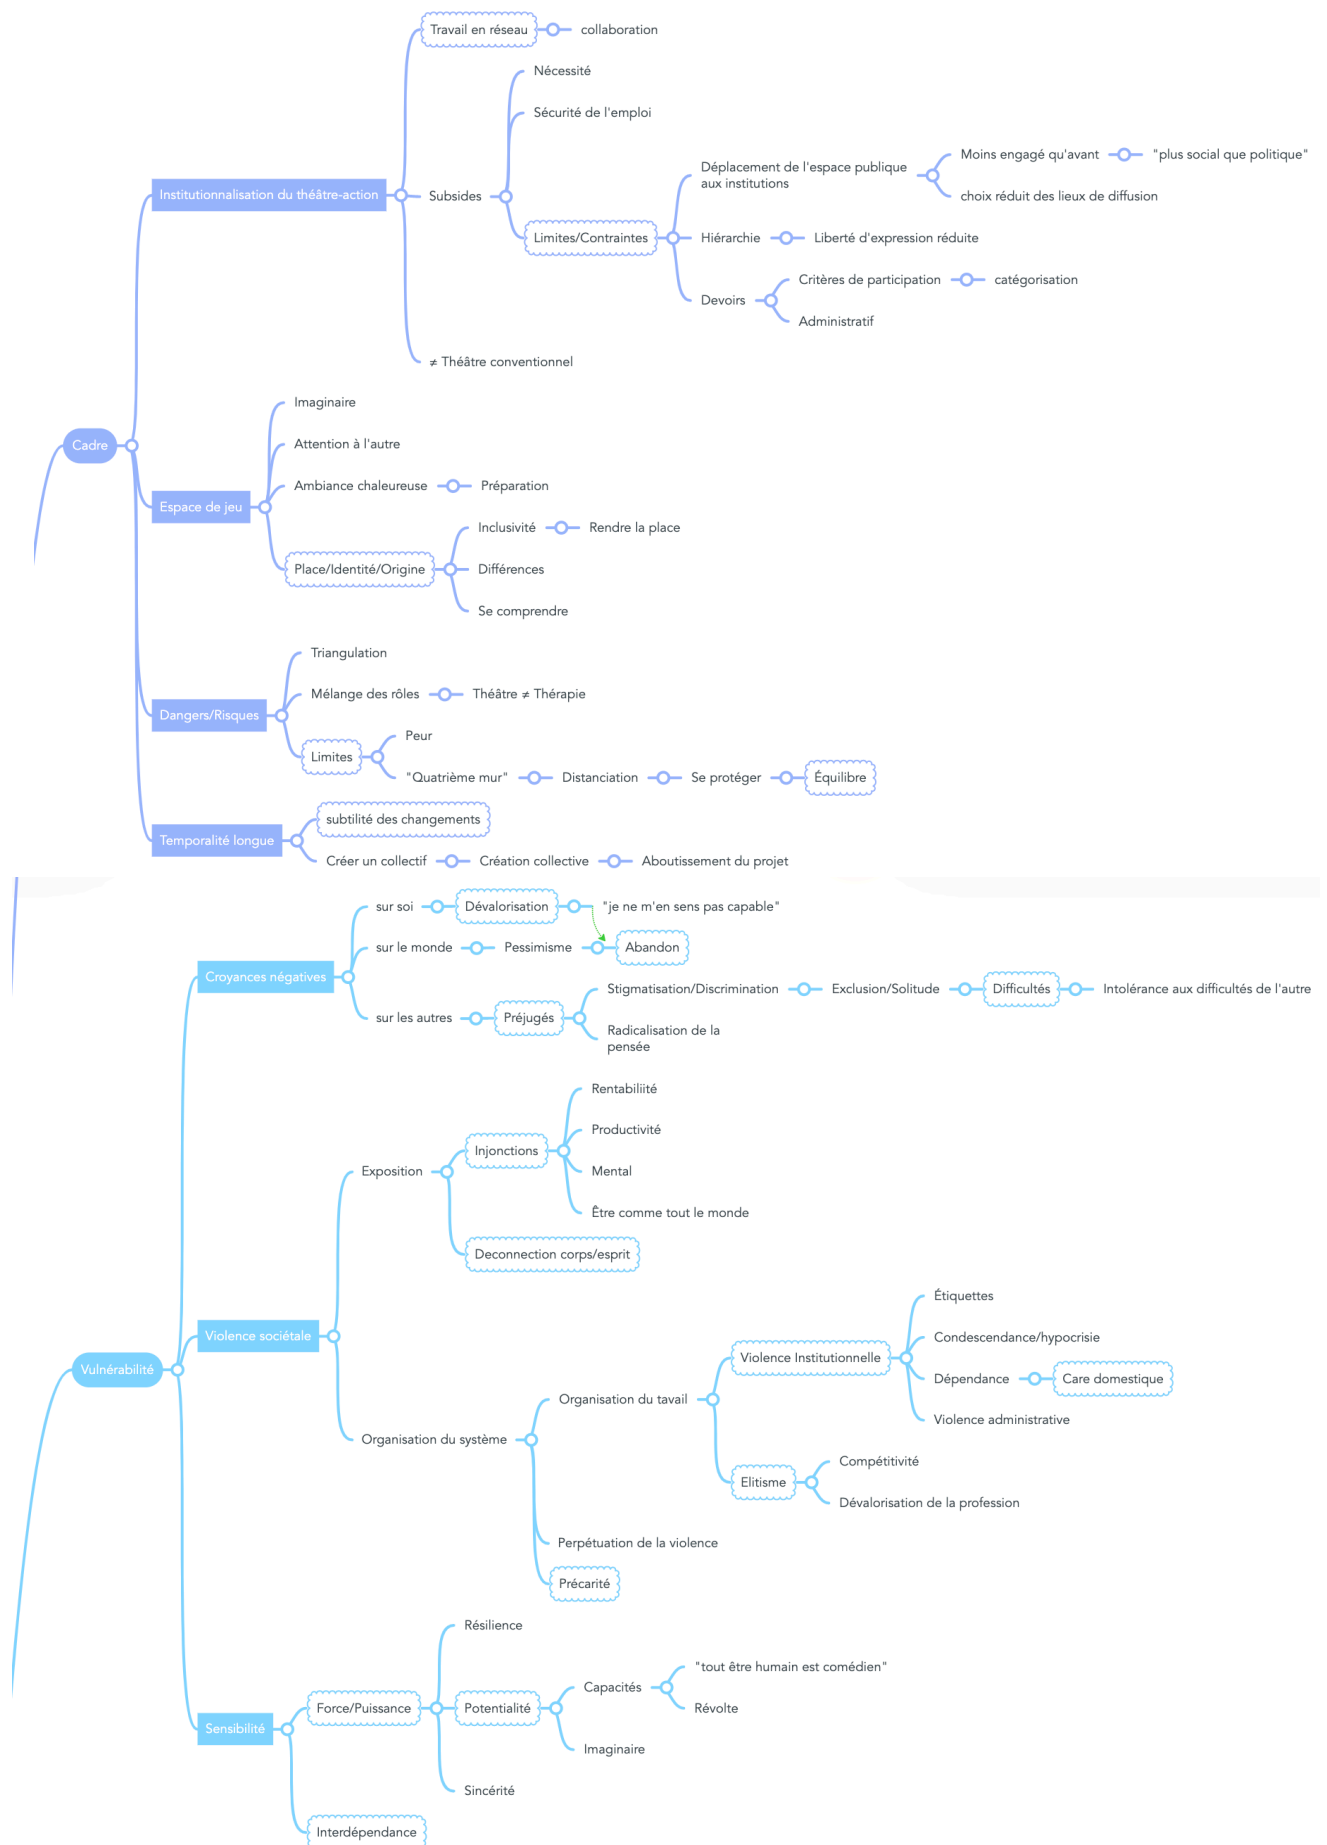 Travail en réseau
collaboration
Nécessité
Sécurité de l'emploi
Déplacement de l'espace publique
aux institutions
Moins engagé qu'avant
"plus social que politique"
choix réduit des lieux de diffusion
Institutionnalisation du théâtre-action
Subsides
Limites/Contraintes
Hiérarchie
Liberté d'expression réduite
Critères de participation
catégorisation
Devoirs
Administratif
≠ Théâtre conventionnel
Imaginaire
Cadre
Attention à l'autre
Ambiance chaleureuse
Préparation
Espace de jeu
Inclusivité
Rendre la place
Place/Identité/Origine
Différences
Se comprendre
Triangulation
Mélange des rôles
Théâtre ≠ Thérapie
Dangers/Risques
Peur
Limites
"Quatrième mur"
Distanciation
Se protéger
Équilibre
subtilité des changements
Temporalité longue
Créer un collectif
Création collective
Aboutissement du projet
sur soi
Dévalorisation
"je ne m'en sens pas capable"
sur le monde
Pessimisme
Abandon
Croyances négatives
Stigmatisation/Discrimination
Exclusion/Solitude
Difficultés
Intolérance aux difficultés de l'autre
sur les autres
Préjugés
Radicalisation de la
pensée
Rentabiliité
Productivité
Injonctions
Exposition
Mental
Être comme tout le monde
Deconnection corps/esprit
Étiquettes
Violence sociétale
Condescendance/hypocrisie
Violence Institutionnelle
Vulnérabilité
Dépendance
Care domestique
Organisation du tavail
Violence administrative
Organisation du système
Compétitivité
Elitisme
Dévalorisation de la profession
Perpétuation de la violence
Précarité
Résilience
"tout être humain est comédien"
Capacités
Force/Puissance
Potentialité
Révolte
Sensibilité
Imaginaire
Sincérité
Interdépendance